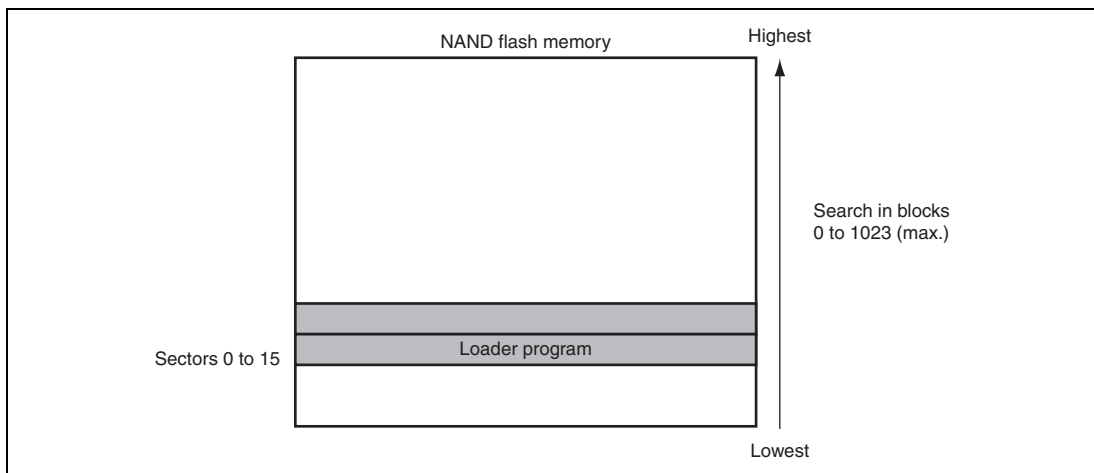 NAND flash memory
Highest
Search in blocks
0 to 1023 (max.)
Sectors 0 to 15
Loader program
Lowest